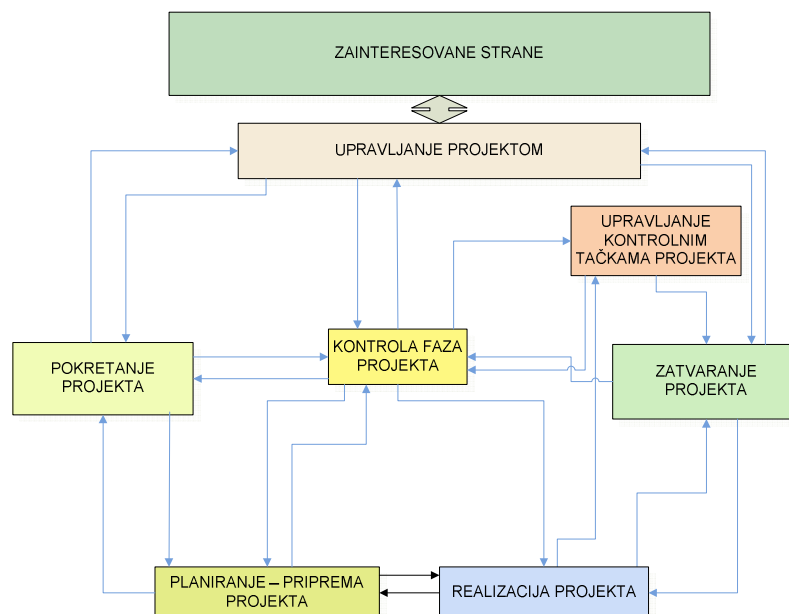 ZAINTERESOVANE STRANE
UPRAVLJANJE PROJEKTOM
UPRAVLJANJE
KONTROLNIM
TAČKAMA PROJEKTA
KONTROLA FAZA
PROJEKTA
POKRETANJE
PROJEKTA
ZATVARANJE
PROJEKTA
PLANIRANJE – PRIPREMA
PROJEKTA
REALIZACIJA PROJEKTA